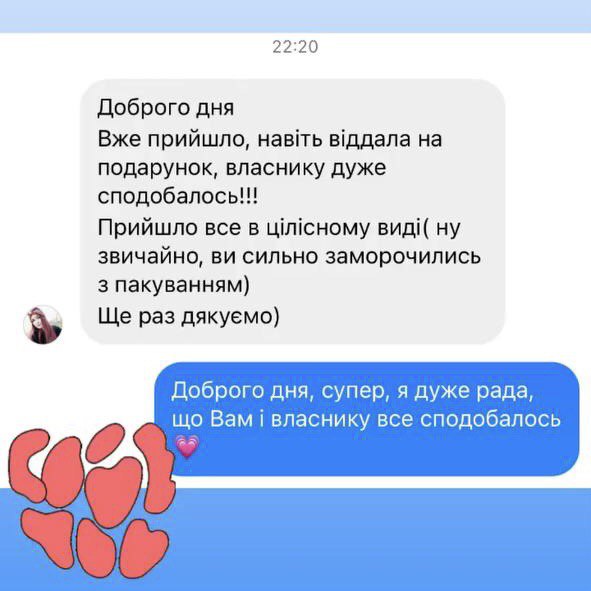 22:20
Доброго дня
Вже прийшло, навіть віддала на
подарунок, власнику дуже
сподобалось!!!
Прийшло все в цілісному виді( ну
звичайно, ви сильно заморочились
з пакуванням)
Ще раз дякуємо)
Доброго дня, супер, я дуже рада,
що Вам і власнику все сподобалось
💗